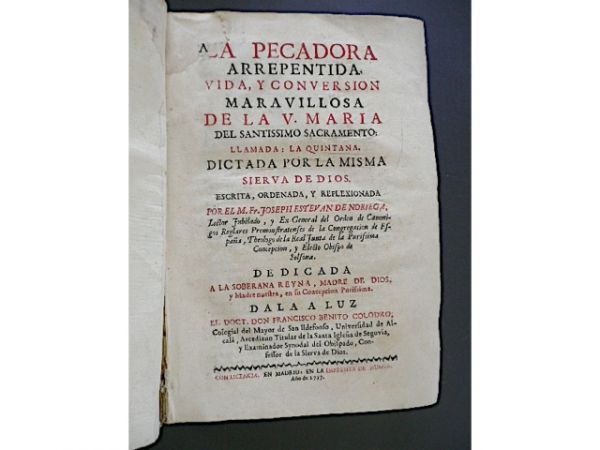 LA PECADORA
ARREPENTIDA,
VIDA, Y CONVERSION
MARAVILLOSA
DE LA V. MARIA
DEL SANTISSIMO SACRAMENTO:
LLAMADA: LA QUINTANA.
DICTADA POR LA MISMA
SIERVA DE DIOS.
ESCRITA, ORDENADA, Y REFLEXIONADA
POR EL M. Fr. JOSEPH ESTEVAN DE NORIEGA,
Lector Jubilado, y Ex General del Orden de Canoni-
gos Reglares Premonstratenses de la Congregacion de Es-
paña, Theologo de la Real Junta de la Purissima
Concepcion, y Electo Obispo de
Solsona.
DEDICADA
A LA SOBERANA REYNA, MADRE DE DIOS,
y Madre nuestra, en su Concepcion Purissima.
DALA A LUZ
EL DOCT. DON FRANCISCO BENITO COLODRO,
Colegial del Mayor de San Ildefonso, Universidad de Al-
calà, Arcediano Titular de la Santa Iglesia de Segovia,
y Examinador Synodal del Obispado, Con-
fessor de la Sierva de Dios.
CON LICENCIA. EN MADRID: EN LA IMPRENTA DE
Año de 1737.